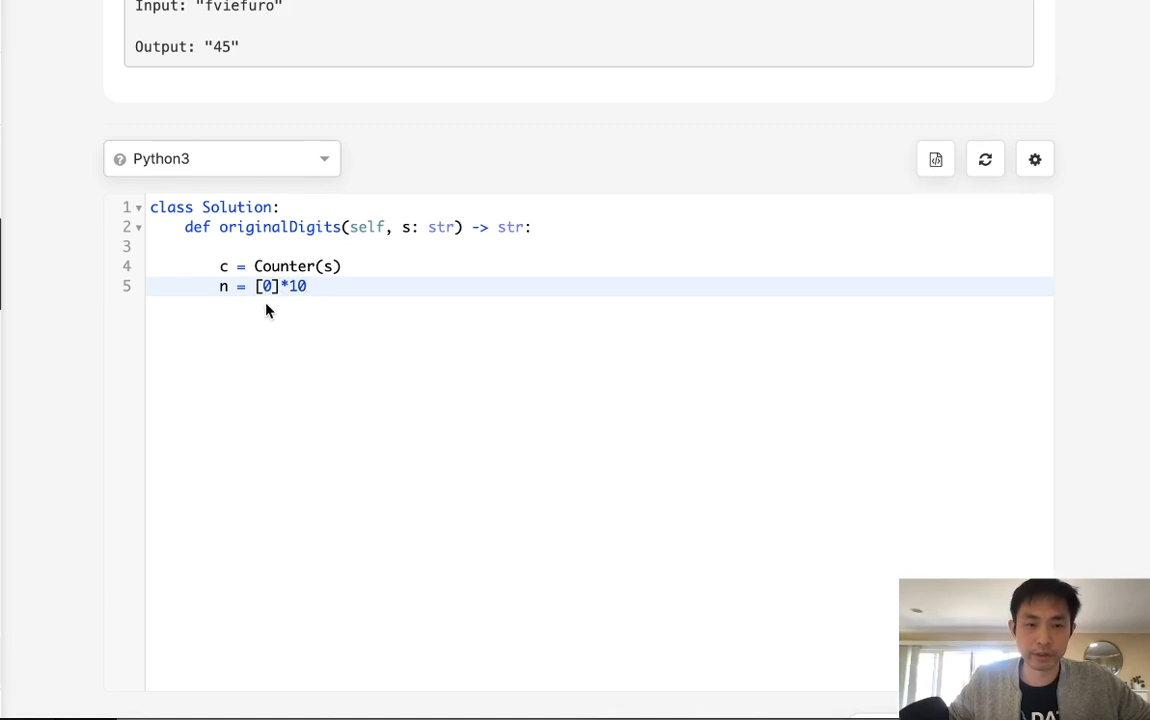 Input: "fviefuro"
Output: "45"
Python3
1 class Solution:
2 def originalDigits(self, s: str) -> str:
3
4 c = Counter(s)
5 n = [0]*10
DAT